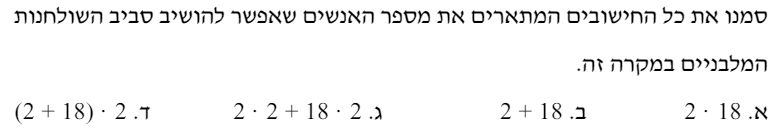 סמנו את כל החישובים המתארים את מספר האנשים שאפשר להושיב סביב השולחנות
המלבניים במקרה זה.
א. 2 · 18 ב. 2 + 18 ג. 2 · 2 + 18 · 2 ד. (2 + 18) · 2